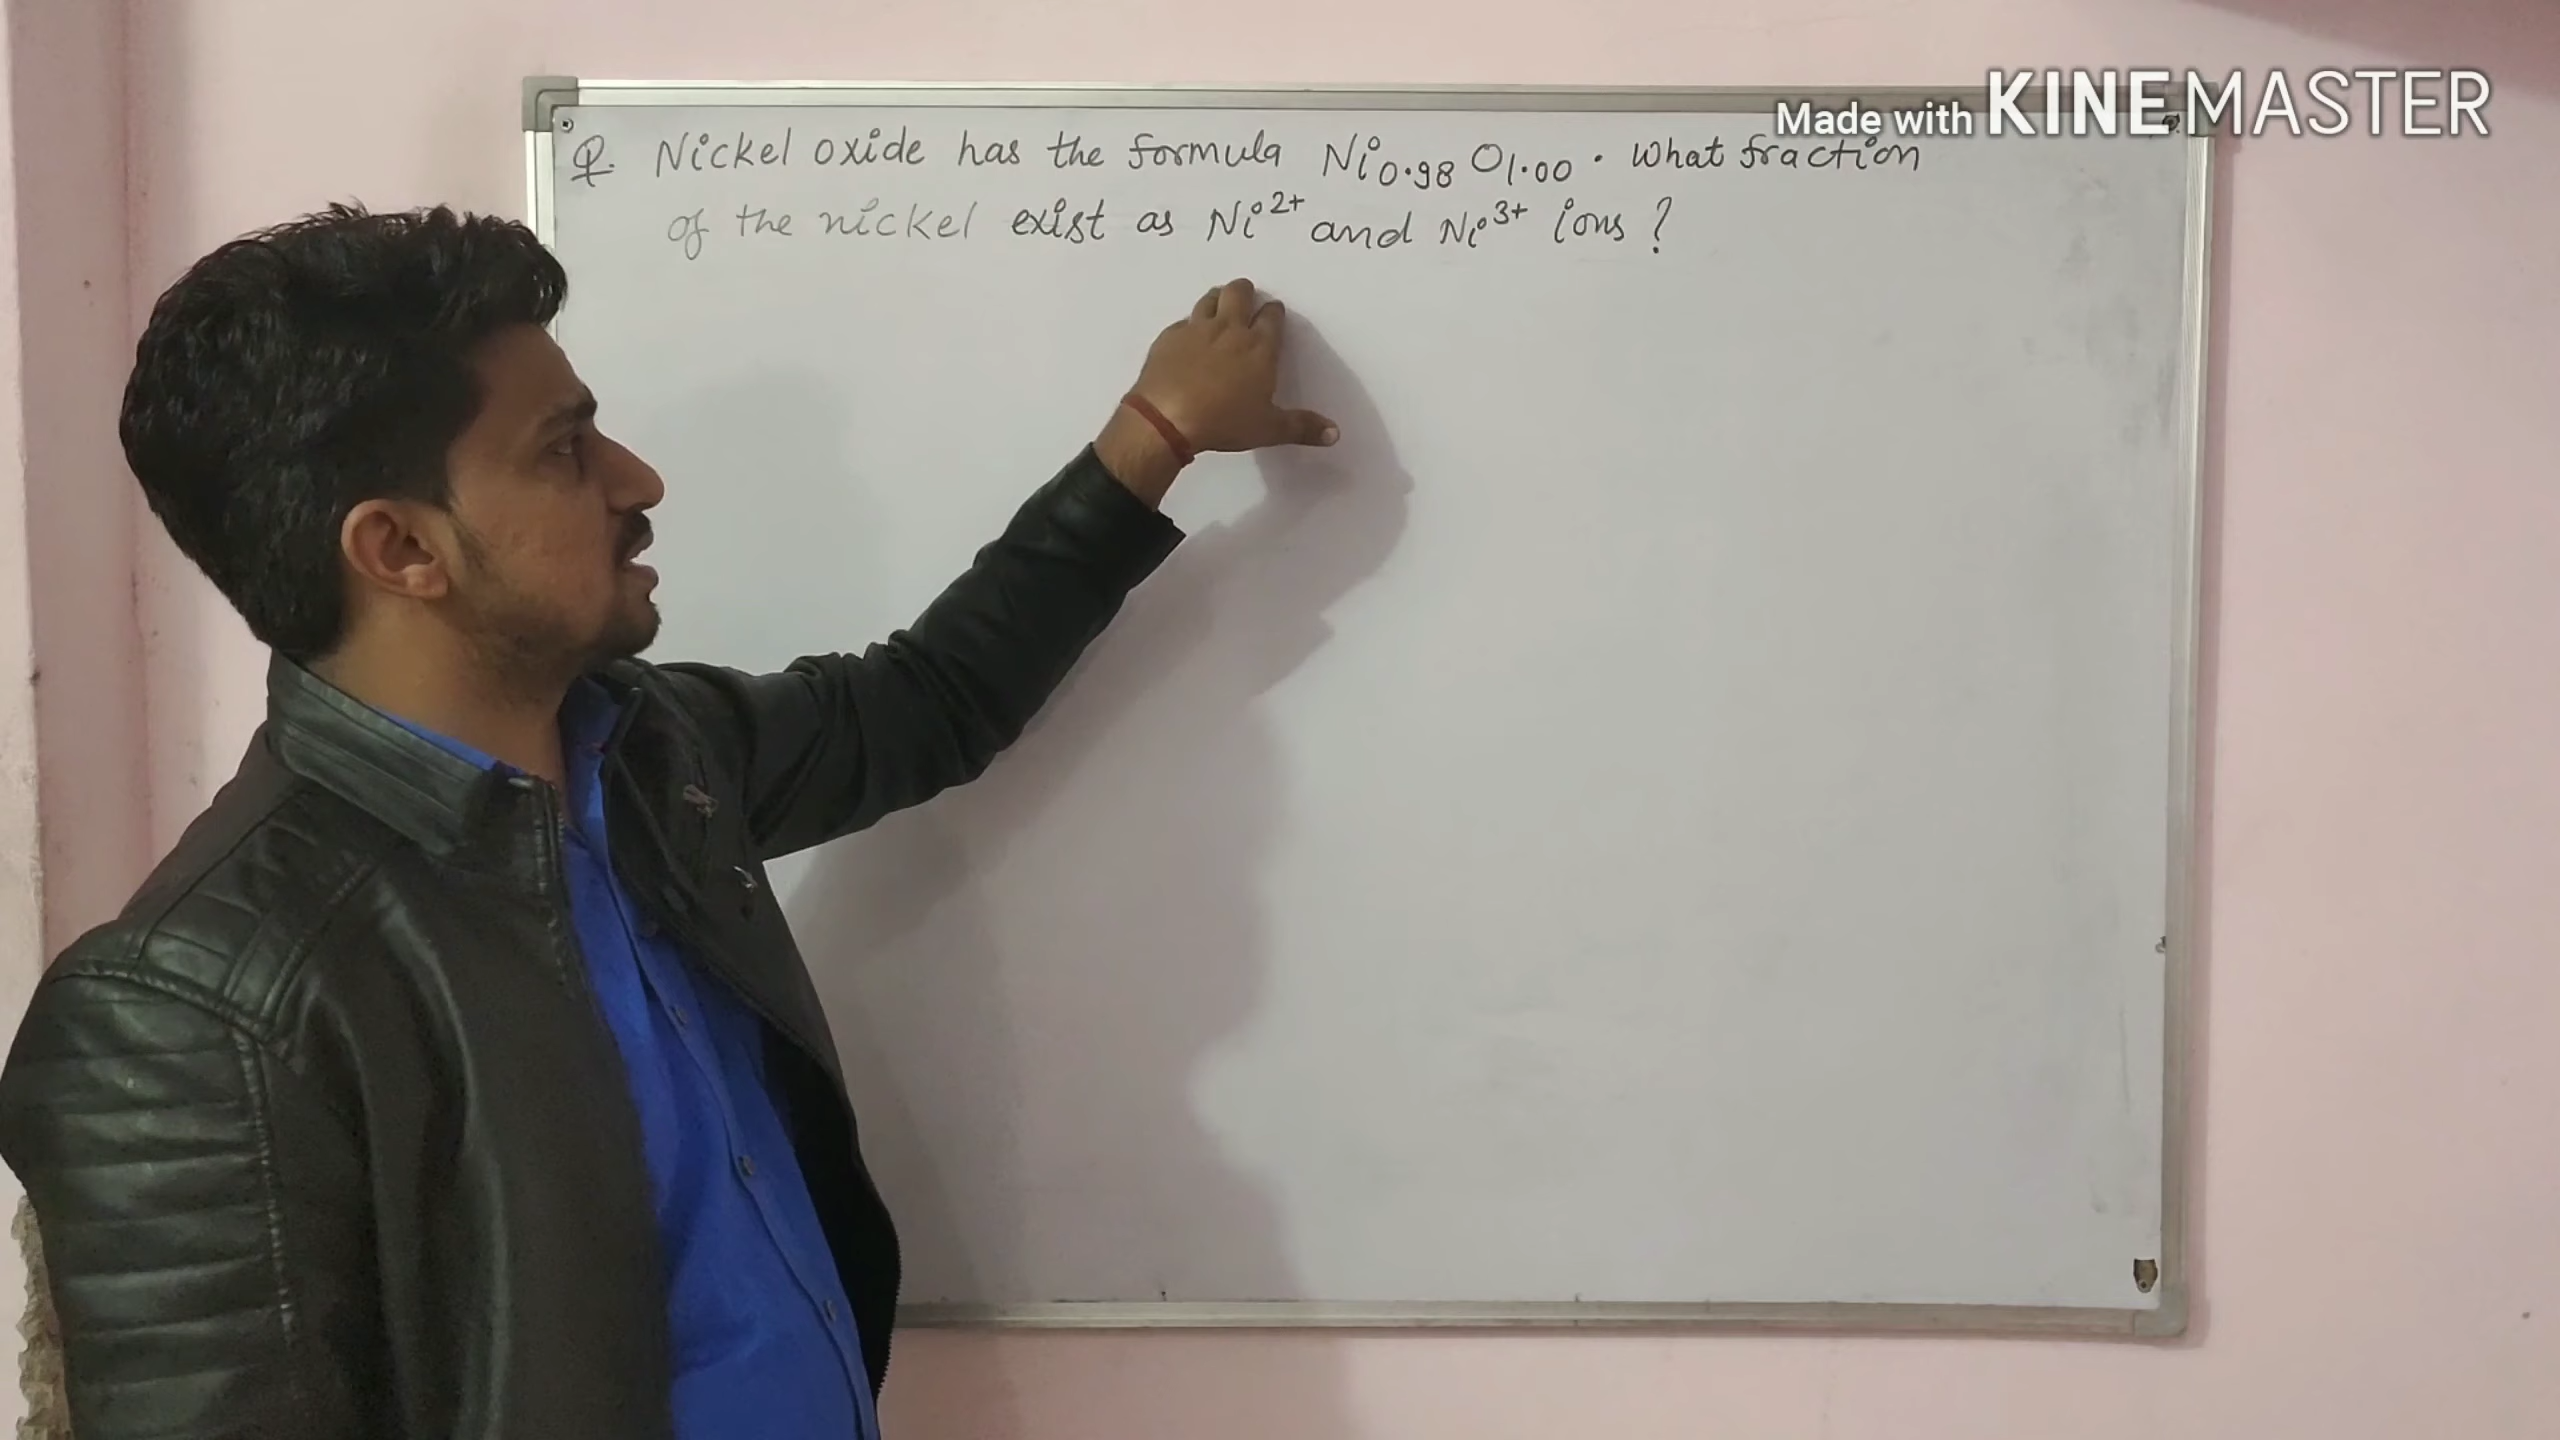 Made with KINEMASTER
Q. Nickel oxide has the formula Ni0.98 O1.00 . What fraction
of the nickel exist as Ni2+ and Ni3+ ions ?